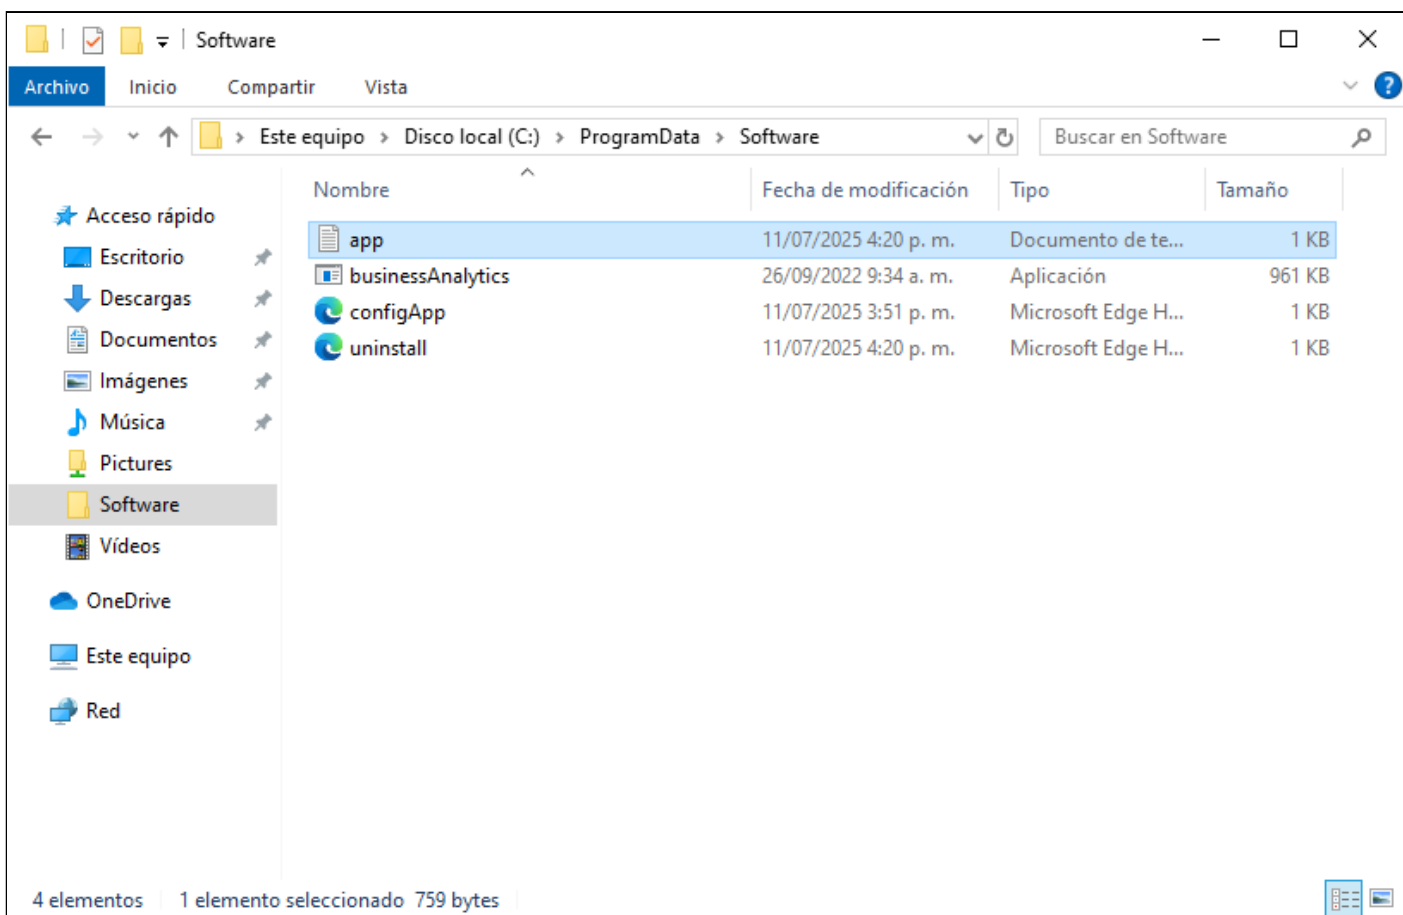 Software
Archivo Inicio Compartir Vista
Este equipo > Disco local (C:) > ProgramData > Software Buscar en Software
Nombre Fecha de modificación Tipo Tamaño
Acceso rápido
Escritorio
Descargas
Documentos
Imágenes
Música
Pictures
Software
Vídeos
OneDrive
Este equipo
Red
app 11/07/2025 4:20 p. m. Documento de te... 1 KB
businessAnalytics 26/09/2022 9:34 a. m. Aplicación 961 KB
configApp 11/07/2025 3:51 p. m. Microsoft Edge H... 1 KB
uninstall 11/07/2025 4:20 p. m. Microsoft Edge H... 1 KB
4 elementos 1 elemento seleccionado 759 bytes